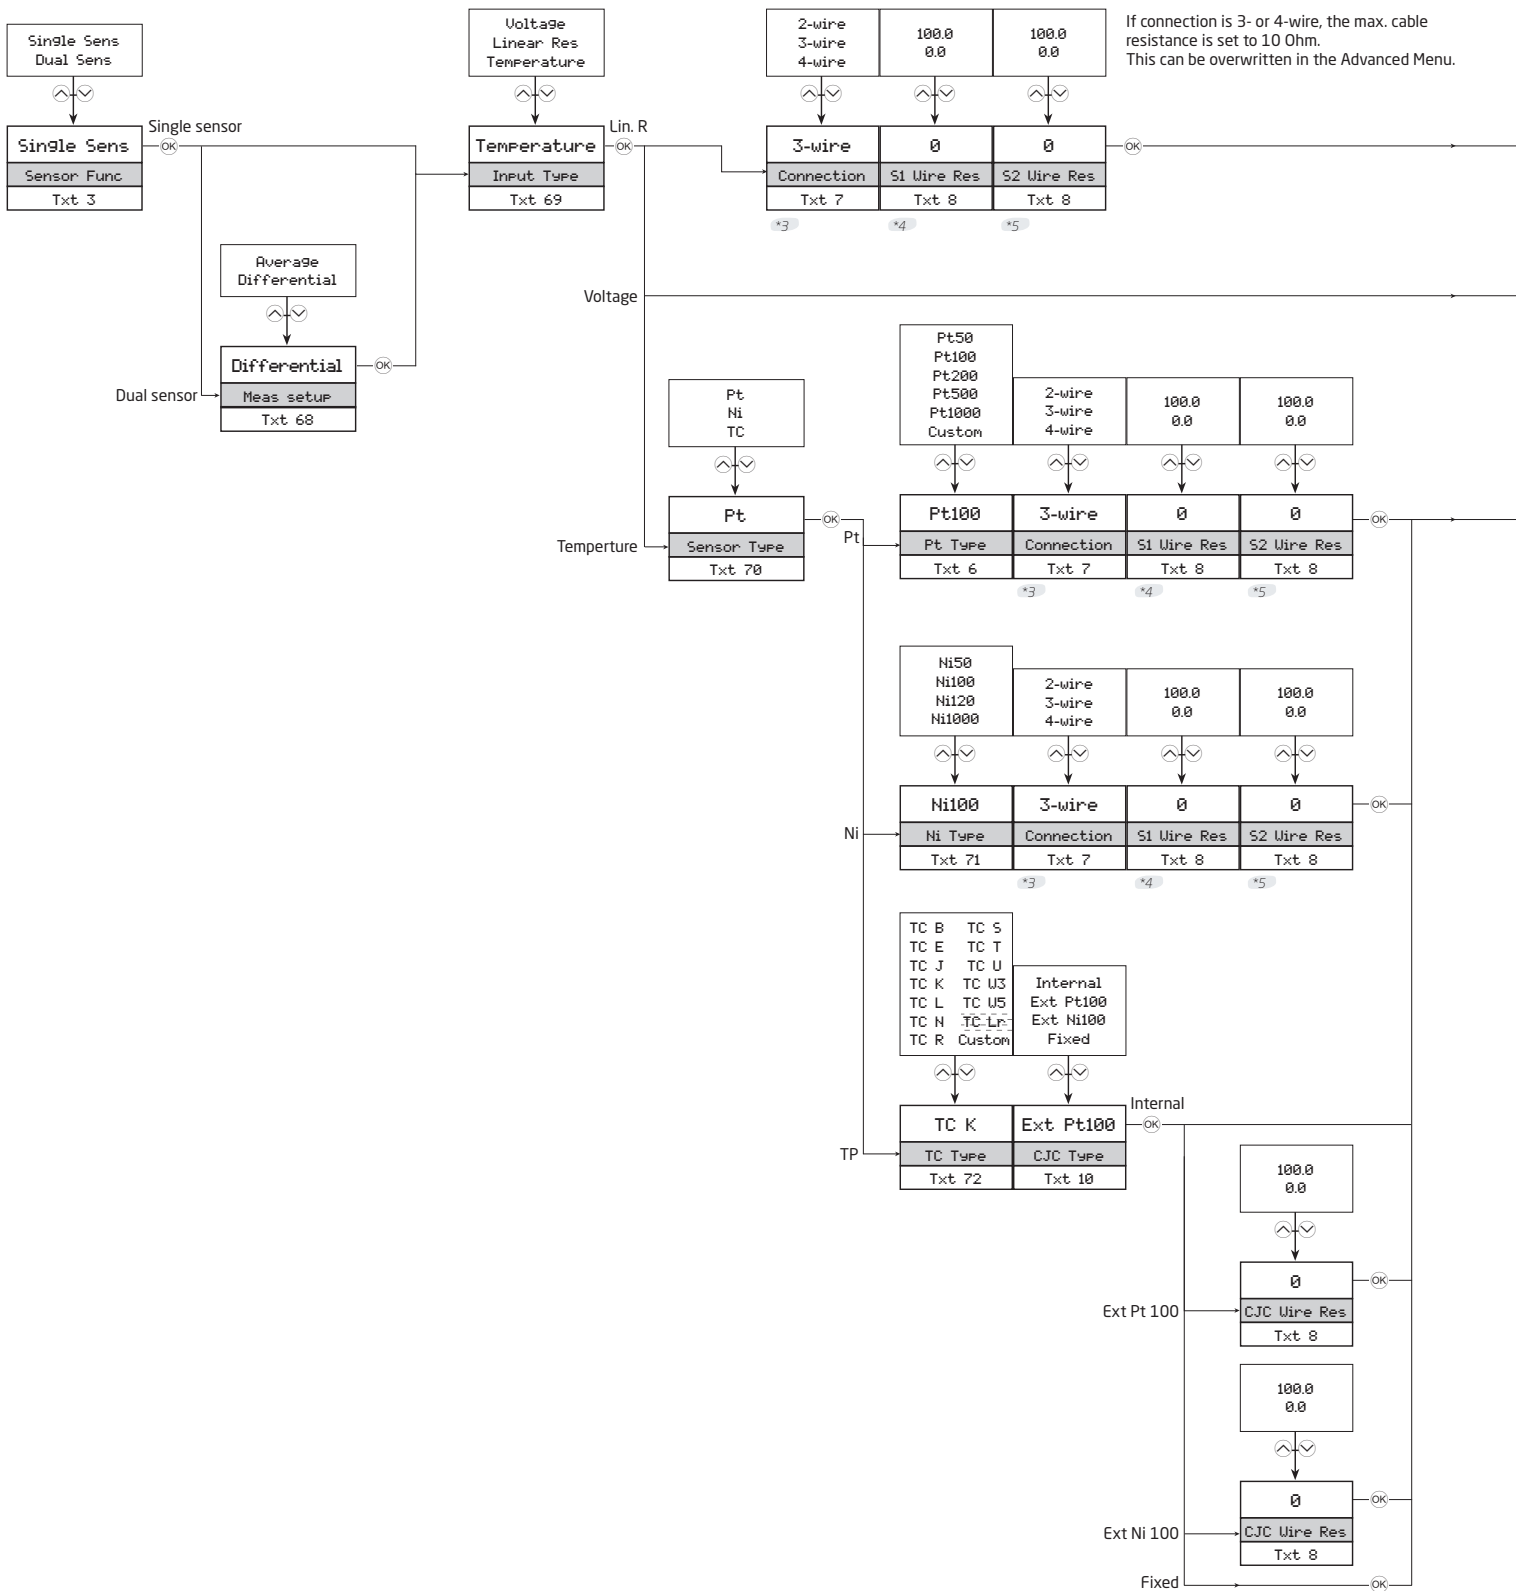 Single Sens
Dual Sens
Single sensor
Single Sens
OK
Sensor Func
Txt 3
Average
Differential
Differential
OK
Dual sensor
Meas setup
Txt 68
Voltage
Linear Res
Temperature
Lin. R
Temperature
OK
Input Type
Txt 69
2-wire
3-wire
4-wire
100.0
0.0
100.0
0.0
If connection is 3- or 4-wire, the max. cable
resistance is set to 10 Ohm.
This can be overwritten in the Advanced Menu.
3-wire 0 0
OK
Connection S1 Wire Res S2 Wire Res
Txt 7 Txt 8 Txt 8
*3 *4 *5
Voltage
Pt
Ni
TC
Pt
OK
Temperture
Sensor Type
Txt 70
Pt50
Pt100
Pt200
Pt500
Pt1000
Custom
2-wire
3-wire
4-wire
100.0
0.0
100.0
0.0
Pt
Pt100 3-wire 0 0
OK
Pt Type Connection S1 Wire Res S2 Wire Res
Txt 6 Txt 7 Txt 8 Txt 8
*3 *4 *5
Ni50
Ni100
Ni120
Ni1000
2-wire
3-wire
4-wire
100.0
0.0
100.0
0.0
Ni100 3-wire 0 0
OK
Ni
Ni Type Connection S1 Wire Res S2 Wire Res
Txt 71 Txt 7 Txt 8 Txt 8
*3 *4 *5
TC B TC S
TC E TC T
TC J TC U
TC K TC W3
TC L TC W5
TC N TC Lr
TC R Custom
Internal
Ext Pt100
Ext Ni100
Fixed
Internal
TC K Ext Pt100
OK
TP
TC Type CJC Type
Txt 72 Txt 10
100.0
0.0
0
OK
Ext Pt 100
CJC Wire Res
Txt 8
100.0
0.0
0
OK
Ext Ni 100
CJC Wire Res
Txt 8
Fixed
OK